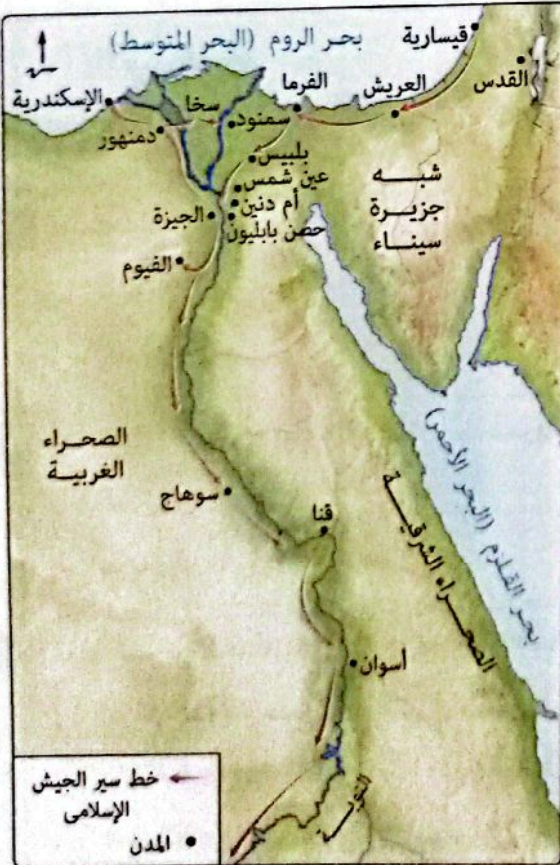 بحر الروم (البحر المتوسط)
قيسارية
القدس
العريش
الفرما
سخا
الإسكندرية
سمنود
دمنهور
بلبيس
عين شمس
أم دنين
حصن بابليون
الجيزة
شبه
جزيرة
سيناء
الفيوم
الصحراء
الغربية
سوهاج
قنا
بحر القلزم (البحر الأحمر)
الصحراء الشرقية
أسوان
النوبة
خط سير الجيش
الإسلامى
المدن